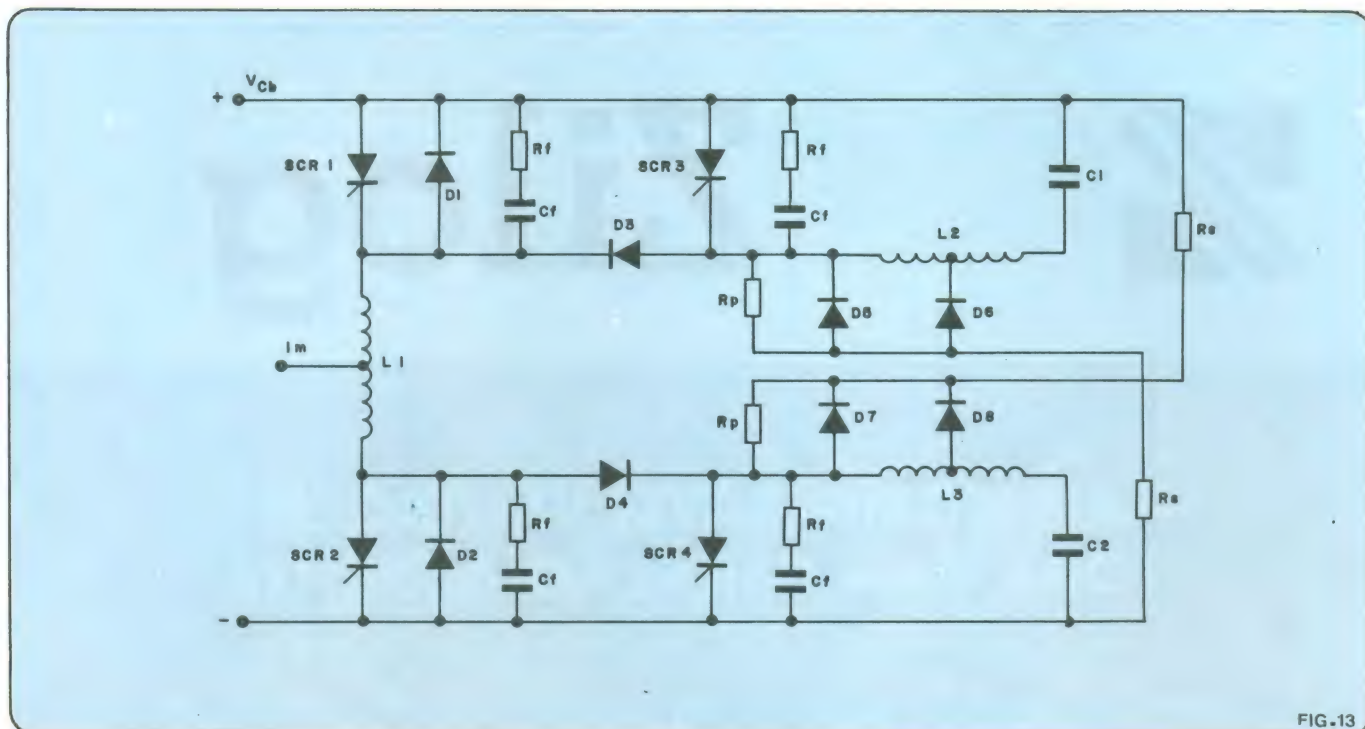 + VCb
SCR 1
D1
Rf
Cf
SCR 3
Rf
Cf
C1
D3
L2
Rs
Rp
D5
D6
Im
L1
Rp
D7
D8
L3
Rs
D4
SCR 2
D2
Rf
Cf
SCR 4
Rf
Cf
C2
-
FIG.13